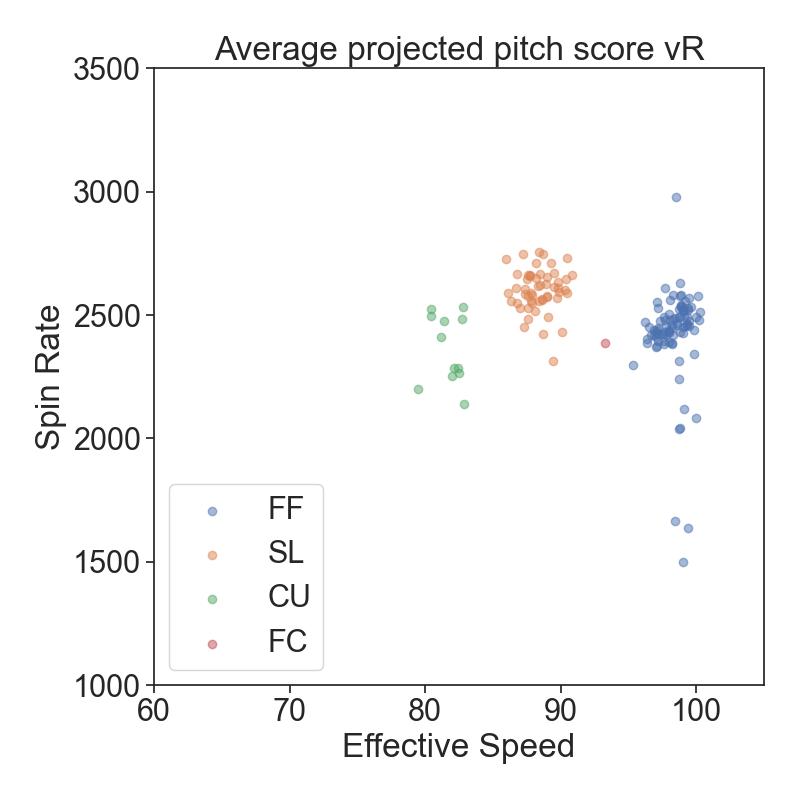 Average projected pitch score vR
3500
3000
2500
2000
1500
1000
Spin Rate
FF
SL
CU
FC
60 70 80 90 100
Effective Speed